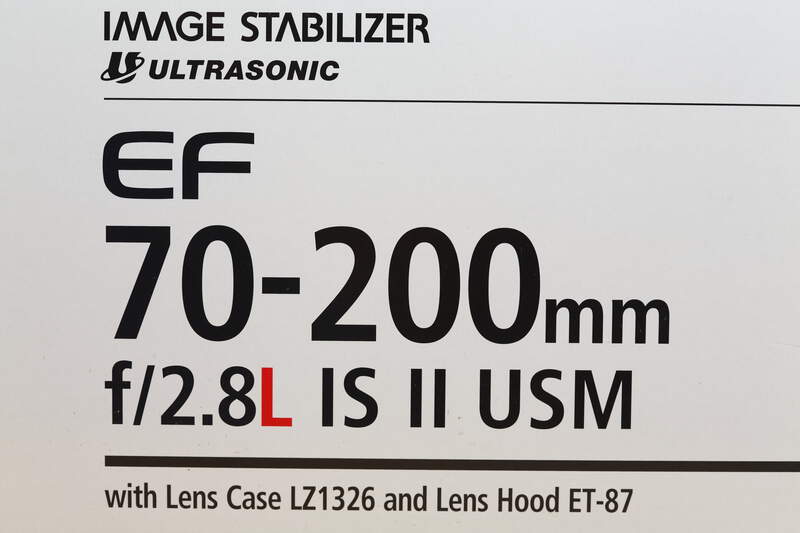 IMAGE STABILIZER
ULTRASONIC
EF
70-200mm
f/2.8L IS II USM
with Lens Case LZ1326 and Lens Hood ET-87